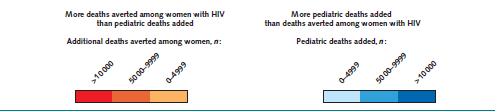 More deaths averted among women with HIV
than pediatric deaths added
Additional deaths averted among women, n:
>10 000
5000–9999
0–4999
More pediatric deaths added
than deaths averted among women with HIV
Pediatric deaths added, n:
0–4999
5000–9999
>10 000